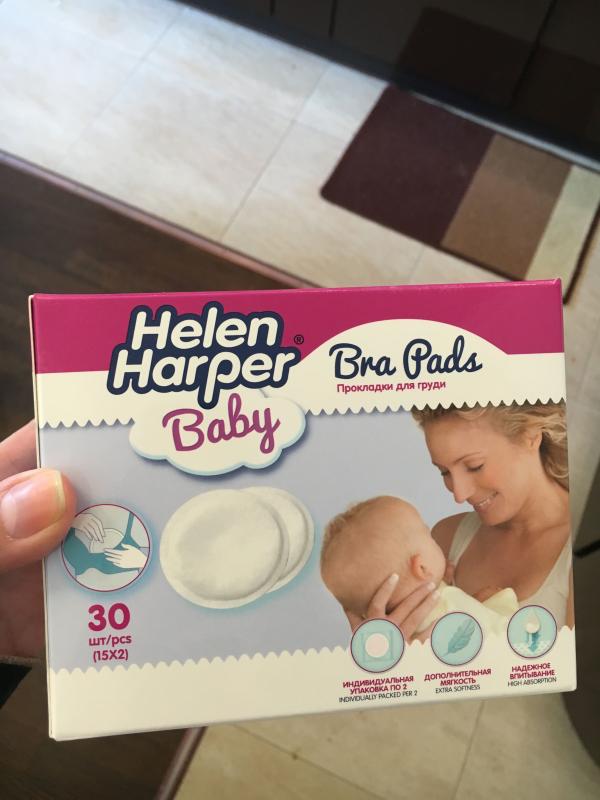 Helen
Harper®
Baby
Bra Pads
Прокладки для груди
30
шт/pcs
(15X2)
ИНДИВИДУАЛЬНАЯ
УПАКОВКА ПО 2
INDIVIDUALLY PACKED PER 2
ДОПОЛНИТЕЛЬНАЯ
МЯГКОСТЬ
EXTRA SOFTNESS
НАДЕЖНОЕ
ВПИТЫВАНИЕ
HIGH ABSORPTION